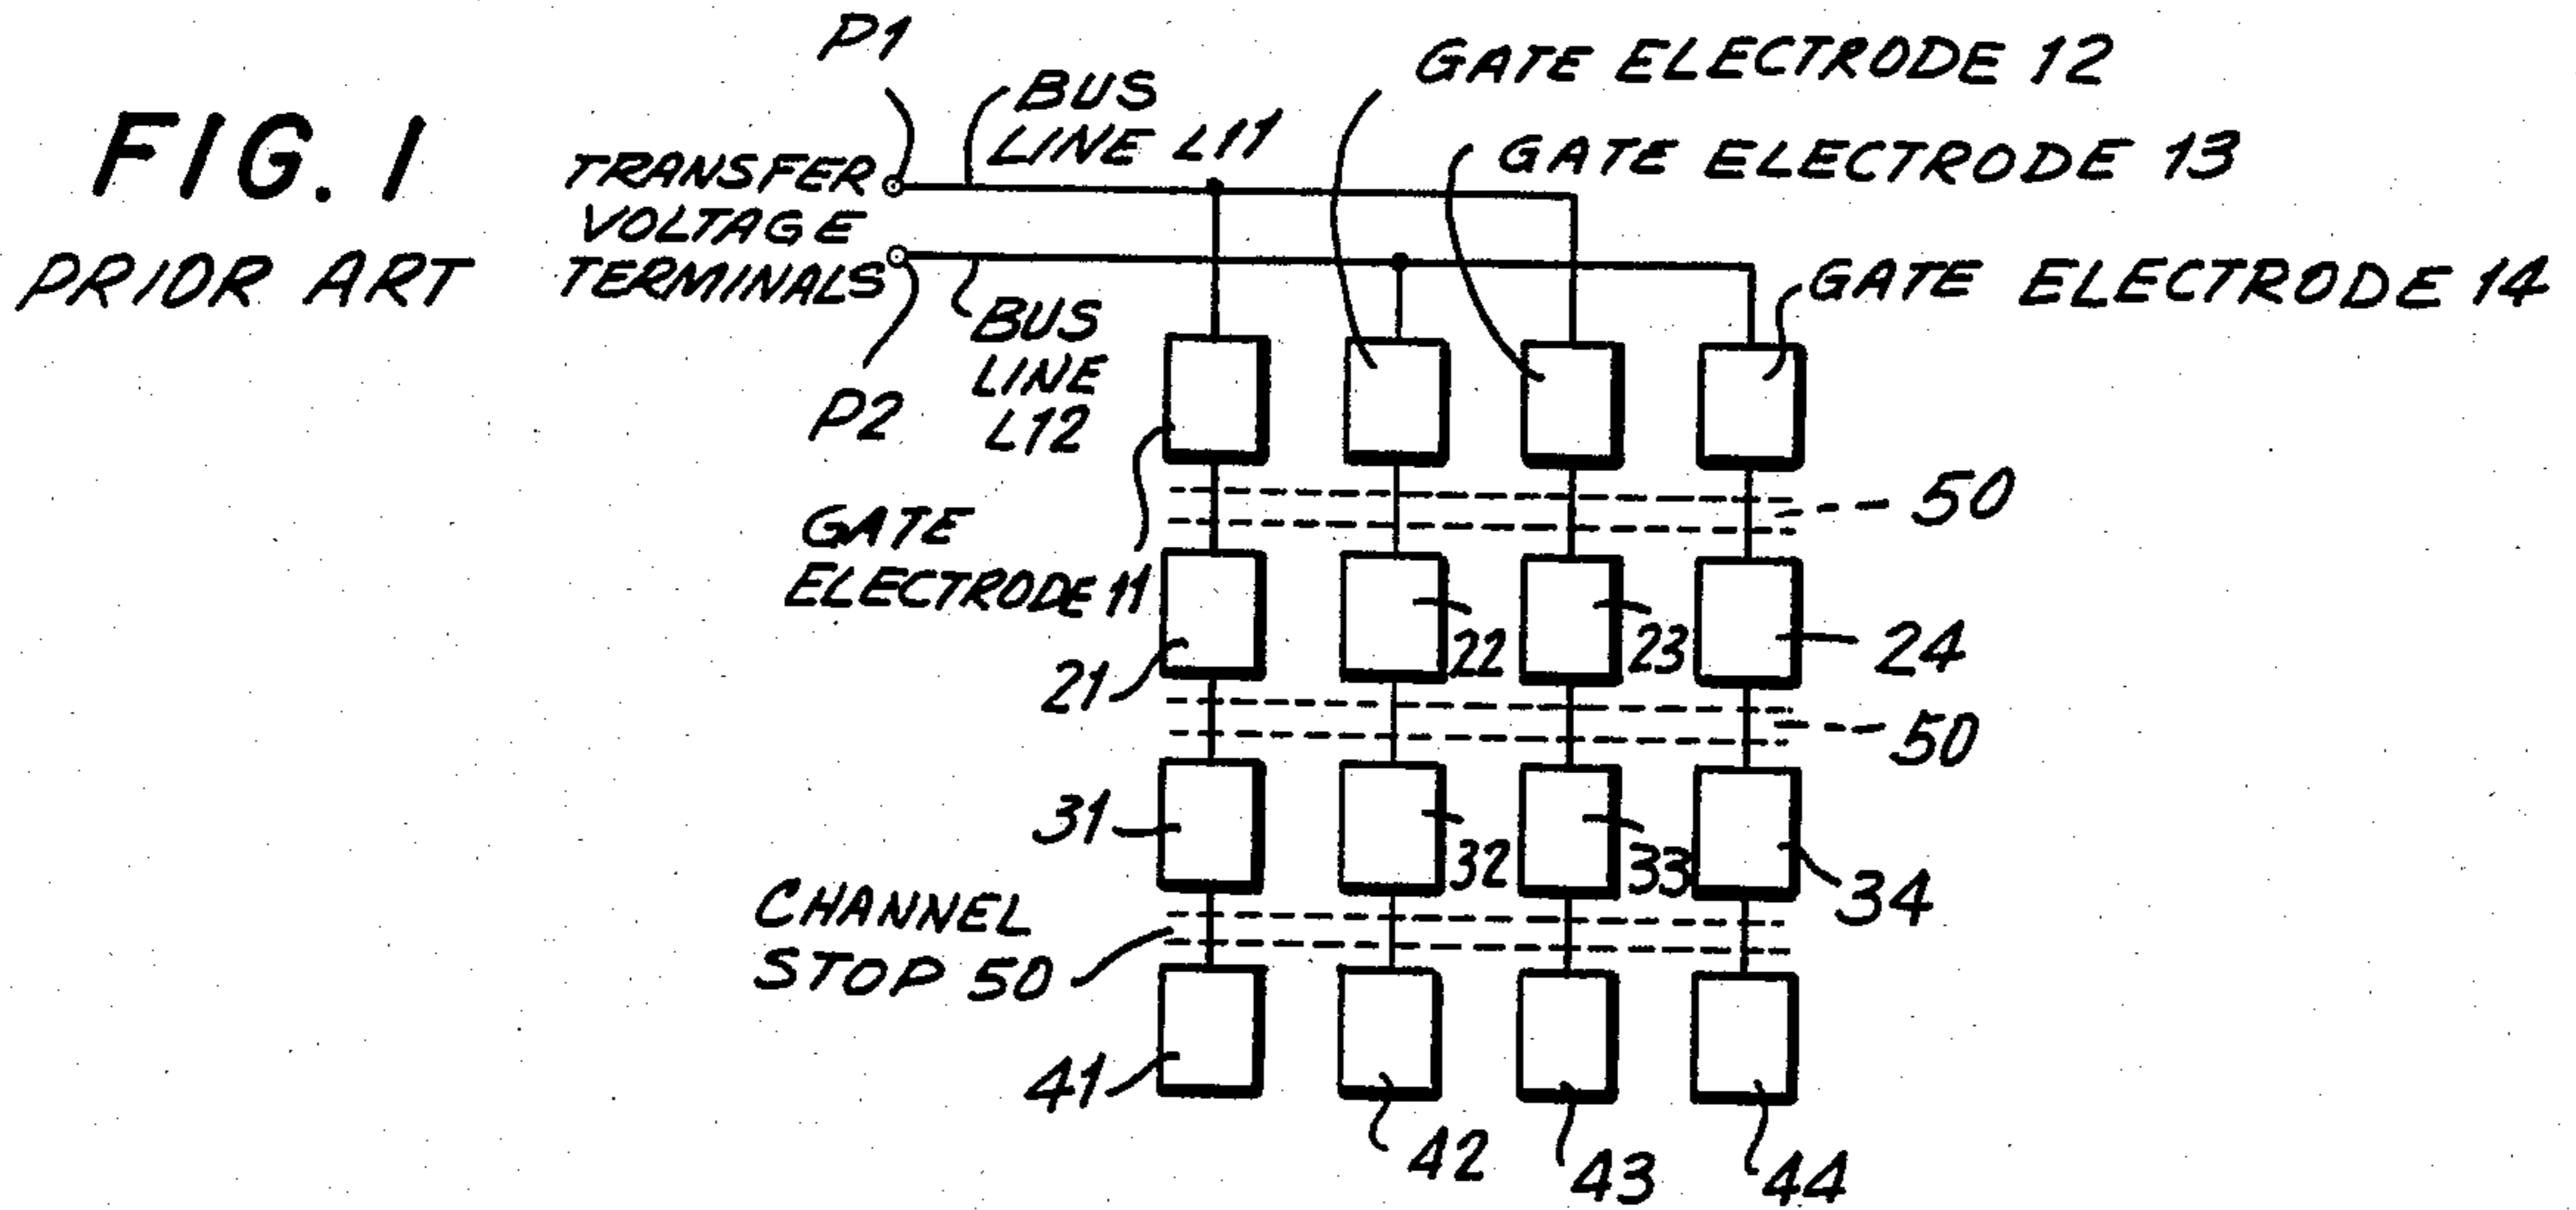 FIG. 1
PRIOR ART
P1
TRANSFER
VOLTAGE
TERMINALS
P2
BUS
LINE L11
BUS
LINE
L12
GATE ELECTRODE 12
GATE ELECTRODE 13
GATE ELECTRODE 14
GATE
ELECTRODE 11
50
21
22
23
24
50
31
32
33
34
CHANNEL
STOP 50
41
42
43
44